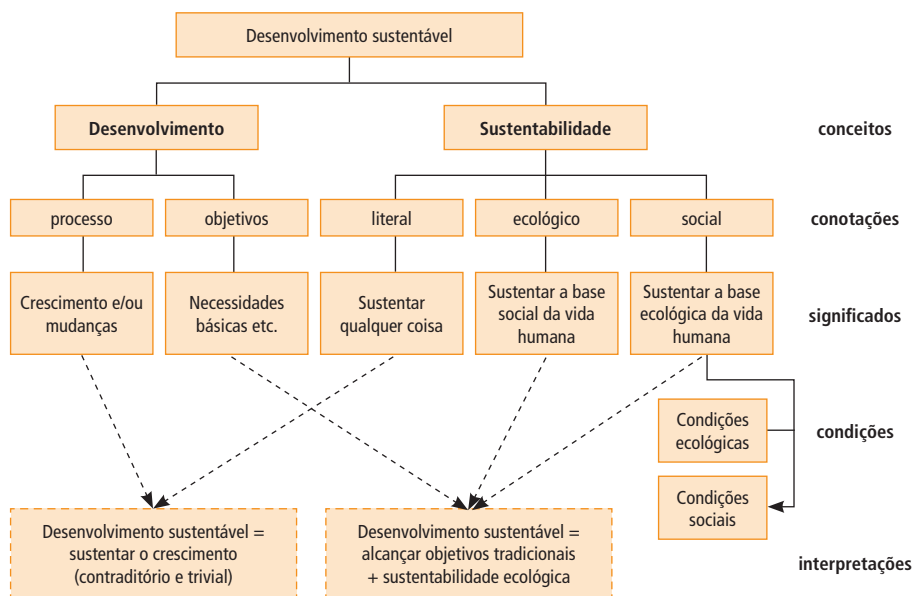 Desenvolvimento sustentável
Desenvolvimento
Sustentabilidade
conceitos
processo
objetivos
literal
ecológico
social
conotações
Crescimento e/ou
mudanças
Necessidades
básicas etc.
Sustentar
qualquer coisa
Sustentar a base
social da vida
humana
Sustentar a base
ecológica da vida
humana
significados
Condições
ecológicas
condições
Condições
sociais
Desenvolvimento sustentável =
sustentar o crescimento
(contraditório e trivial)
Desenvolvimento sustentável =
alcançar objetivos tradicionais
+ sustentabilidade ecológica
interpretações